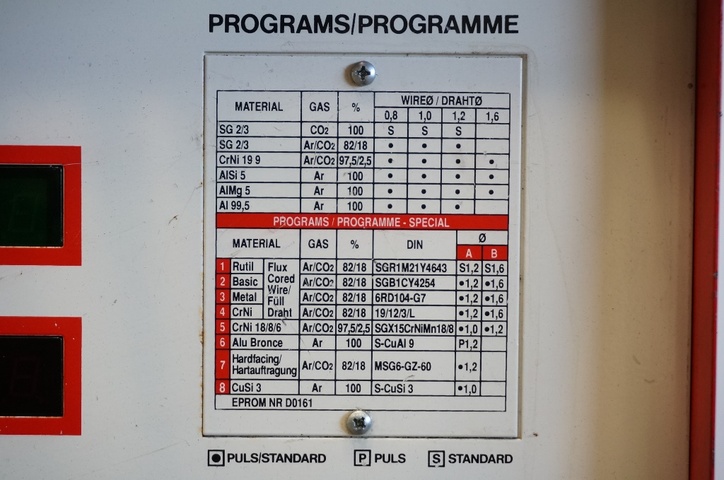 PROGRAMS/PROGRAMME
MATERIAL GAS % WIREØ / DRAHTØ
0,8 1,0 1,2 1,6
SG 2/3 CO2 100 S S S
SG 2/3 Ar/CO2 82/18 • • •
CrNi 19 9 Ar/CO2 97,5/2,5 • • • •
AlSi 5 Ar 100 • • • •
AlMg 5 Ar 100 • • • •
Al 99,5 Ar 100 • • •
PROGRAMS / PROGRAMME - SPECIAL
MATERIAL GAS % DIN Ø
A B
1 Rutil Flux Ar/CO2 82/18 SGR1M21Y4643 S1,2 S1,6
2 Basic Cored Ar/CO2 82/18 SGB1CY4254 •1,2 •1,6
3 Metal Wire/ Füll Ar/CO2 82/18 6RD104-G7 •1,2 •1,6
4 CrNi Draht Ar/CO2 82/18 19/12/3/L •1,2 •1,6
5 CrNi 18/8/6 Ar/CO2 97,5/2,5 SGX15CrNiMn18/8 •1,0 •1,2
6 Alu Bronce Ar 100 S-CuAl 9 P1,2
7 Hardfacing/ Hartauftragung Ar/CO2 82/18 MSG6-GZ-60 •1,2
8 CuSi 3 Ar 100 S-CuSi 3 •1,0
EPROM NR D0161
• PULS/STANDARD P PULS S STANDARD